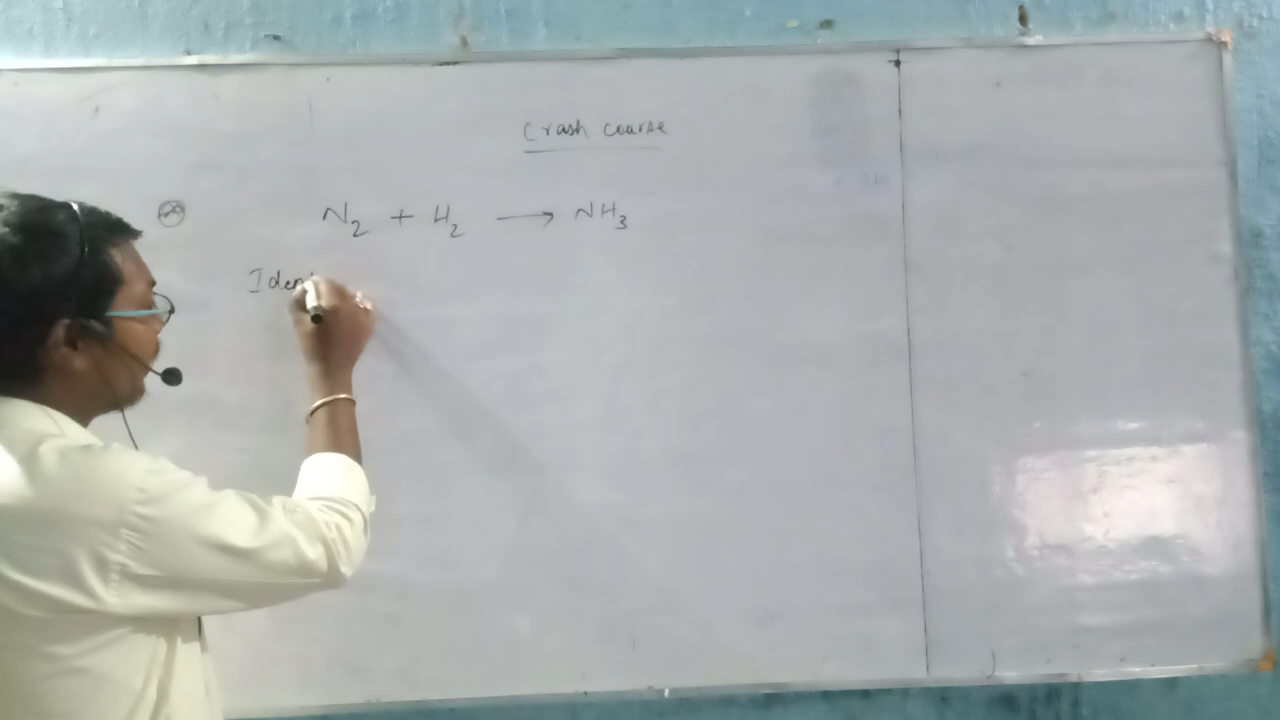 Crash course
N₂ + H₂ → NH₃
Iden